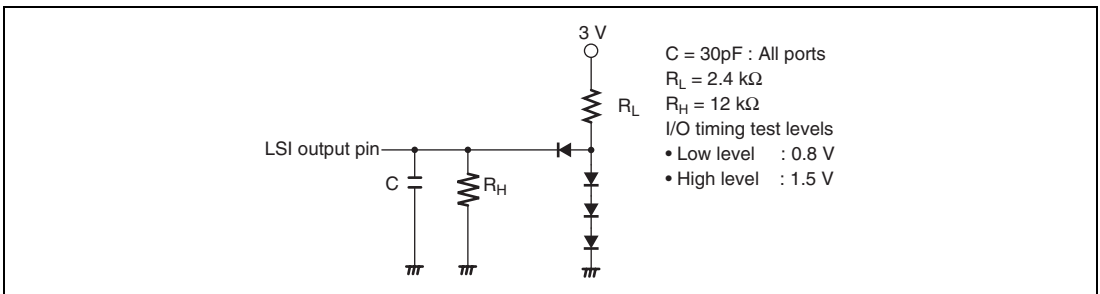 3 V
C = 30pF : All ports
R_L = 2.4 kΩ
R_H = 12 kΩ
I/O timing test levels
• Low level : 0.8 V
• High level : 1.5 V
R_L
LSI output pin
C
R_H